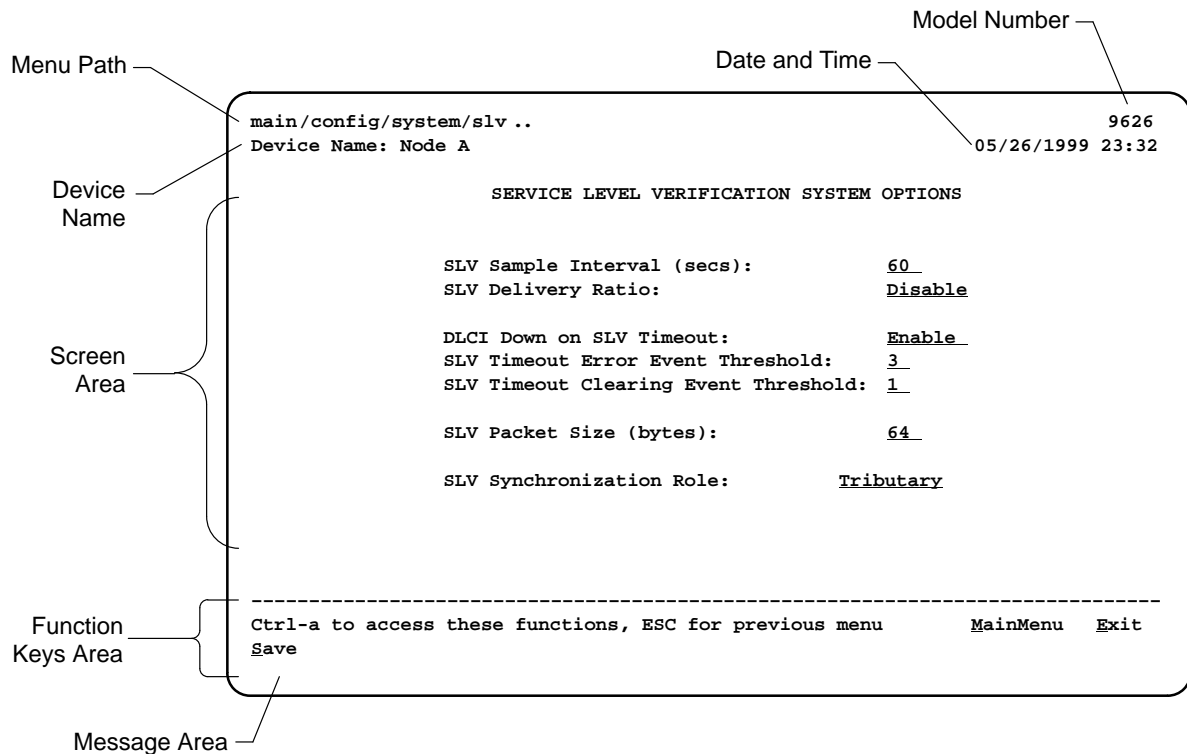 Model Number
Date and Time
Menu Path
main/config/system/slv .. 9626
Device Name: Node A 05/26/1999 23:32
Device
Name
SERVICE LEVEL VERIFICATION SYSTEM OPTIONS
SLV Sample Interval (secs): 60
SLV Delivery Ratio: Disable
DLCI Down on SLV Timeout: Enable
SLV Timeout Error Event Threshold: 3
SLV Timeout Clearing Event Threshold: 1
Screen
Area
SLV Packet Size (bytes): 64
SLV Synchronization Role: Tributary
--------------------------------------------------------------------------------
Function
Keys Area
Ctrl-a to access these functions, ESC for previous menu MainMenu Exit
Save
Message Area